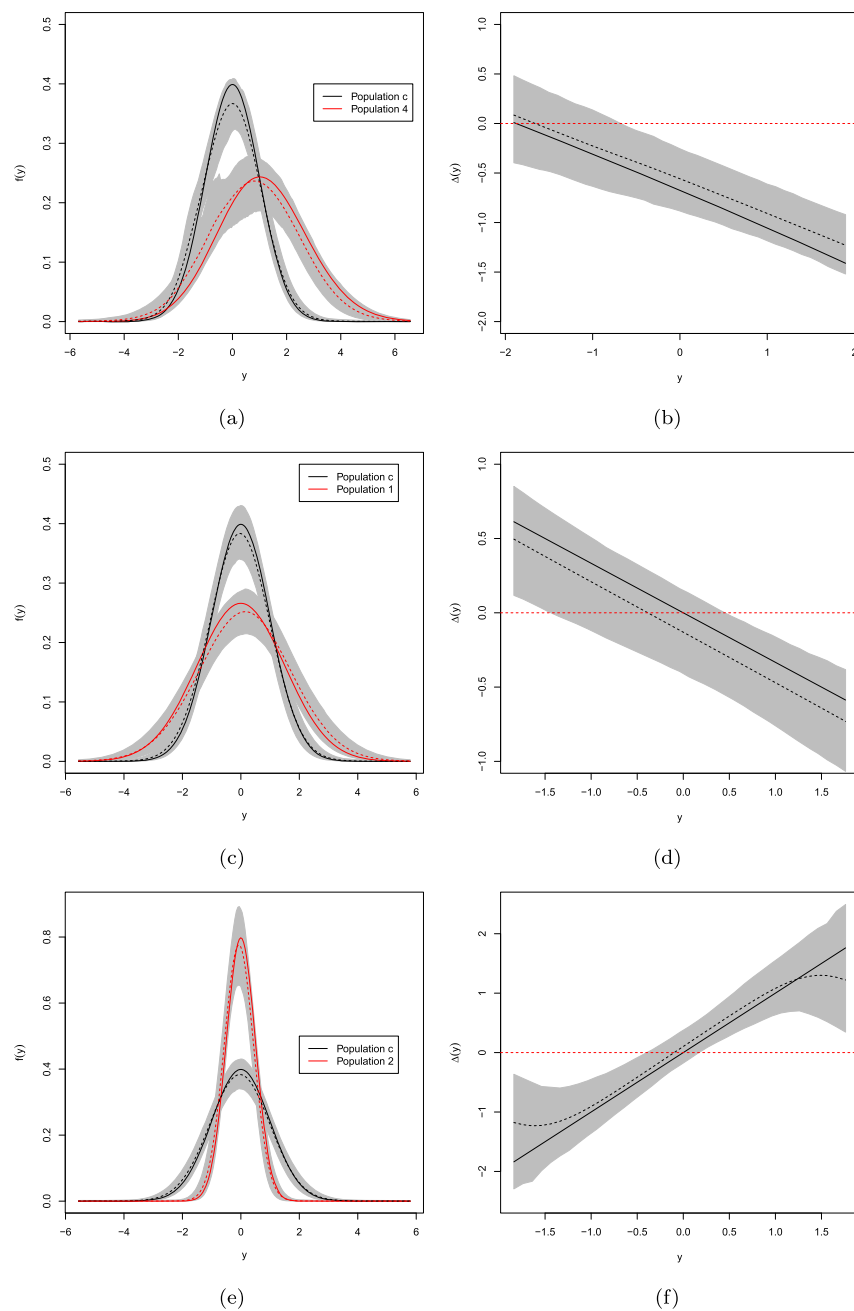 0.5
0.4
0.3
0.2
0.1
0.0
f(y)
Population c
Population 4
−6 −4 −2 0 2 4 6
y
(a)
1.0
0.5
0.0
−0.5
−1.0
−1.5
−2.0
Δ(y)
−2 −1 0 1 2
y
(b)
0.5
0.4
0.3
0.2
0.1
0.0
f(y)
Population c
Population 1
−6 −4 −2 0 2 4 6
y
(c)
1.0
0.5
0.0
−0.5
−1.0
Δ(y)
−1.5 −1.0 −0.5 0.0 0.5 1.0 1.5
y
(d)
0.8
0.6
0.4
0.2
0.0
f(y)
Population c
Population 2
−6 −4 −2 0 2 4 6
y
(e)
2
1
0
−1
−2
Δ(y)
−1.5 −1.0 −0.5 0.0 0.5 1.0 1.5
y
(f)